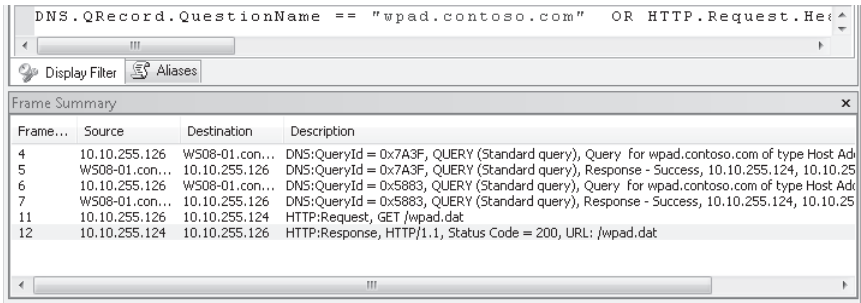 DNS.QRecord.QuestionName == "wpad.contoso.com" OR HTTP.Request.
Display Filter Aliases
Frame Summary x
Frame... Source Destination Description
4 10.10.255.126 WS08-01.con... DNS:QueryId = 0x7A3F, QUERY (Standard query), Query for wpad.contoso.com of type Host
5 WS08-01.con... 10.10.255.126 DNS:QueryId = 0x7A3F, QUERY (Standard query), Response - Success, 10.10.255.124, 10.10.25
6 10.10.255.126 WS08-01.con... DNS:QueryId = 0x5883, QUERY (Standard query), Query for wpad.contoso.com of type Host
7 WS08-01.con... 10.10.255.126 DNS:QueryId = 0x5883, QUERY (Standard query), Response - Success, 10.10.255.124, 10.10.25
11 10.10.255.126 10.10.255.124 HTTP:Request, GET /wpad.dat
12 10.10.255.124 10.10.255.126 HTTP:Response, HTTP/1.1, Status Code = 200, URL: /wpad.dat